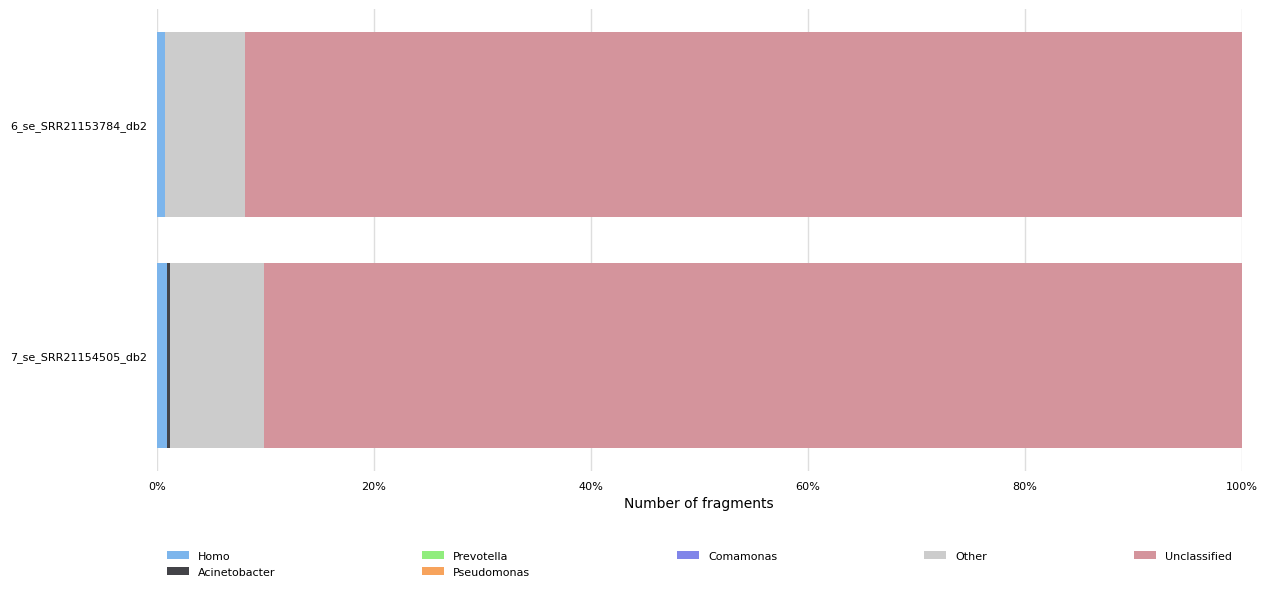 6_se_SRR21153784_db2
7_se_SRR21154505_db2
0% 20% 40% 60% 80% 100%
Number of fragments
Homo Prevotella Comamonas Other Unclassified
Acinetobacter Pseudomonas